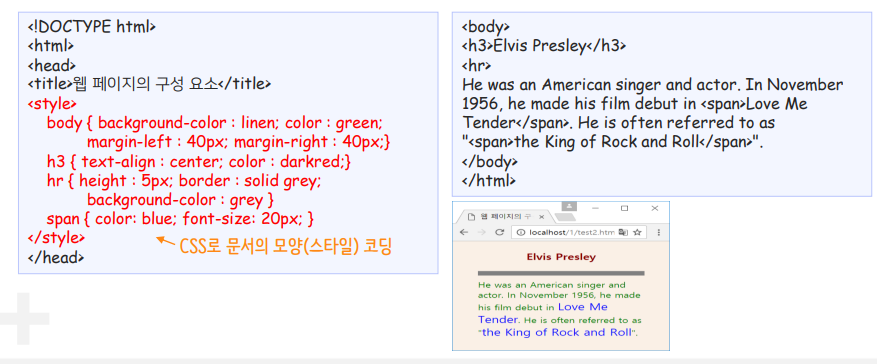 <!DOCTYPE html>
<html>
<head>
<title>웹 페이지의 구성 요소</title>
<style>
body { background-color : linen; color : green;
margin-left : 40px; margin-right : 40px;}
h3 { text-align : center; color : darkred;}
hr { height : 5px; border : solid grey;
background-color : grey }
span { color: blue; font-size: 20px; }
</style>
CSS로 문서의 모양(스타일) 코딩
</head>
<body>
<h3>Elvis Presley</h3>
<hr>
He was an American singer and actor. In November
1956, he made his film debut in <span>Love Me
Tender</span>. He is often referred to as
"<span>the King of Rock and Roll</span>".
</body>
</html>
웹 페이지의 구
localhost/1/test2.htm
Elvis Presley
He was an American singer and
actor. In November 1956, he made
his film debut in Love Me
Tender. He is often referred to as
"the King of Rock and Roll".